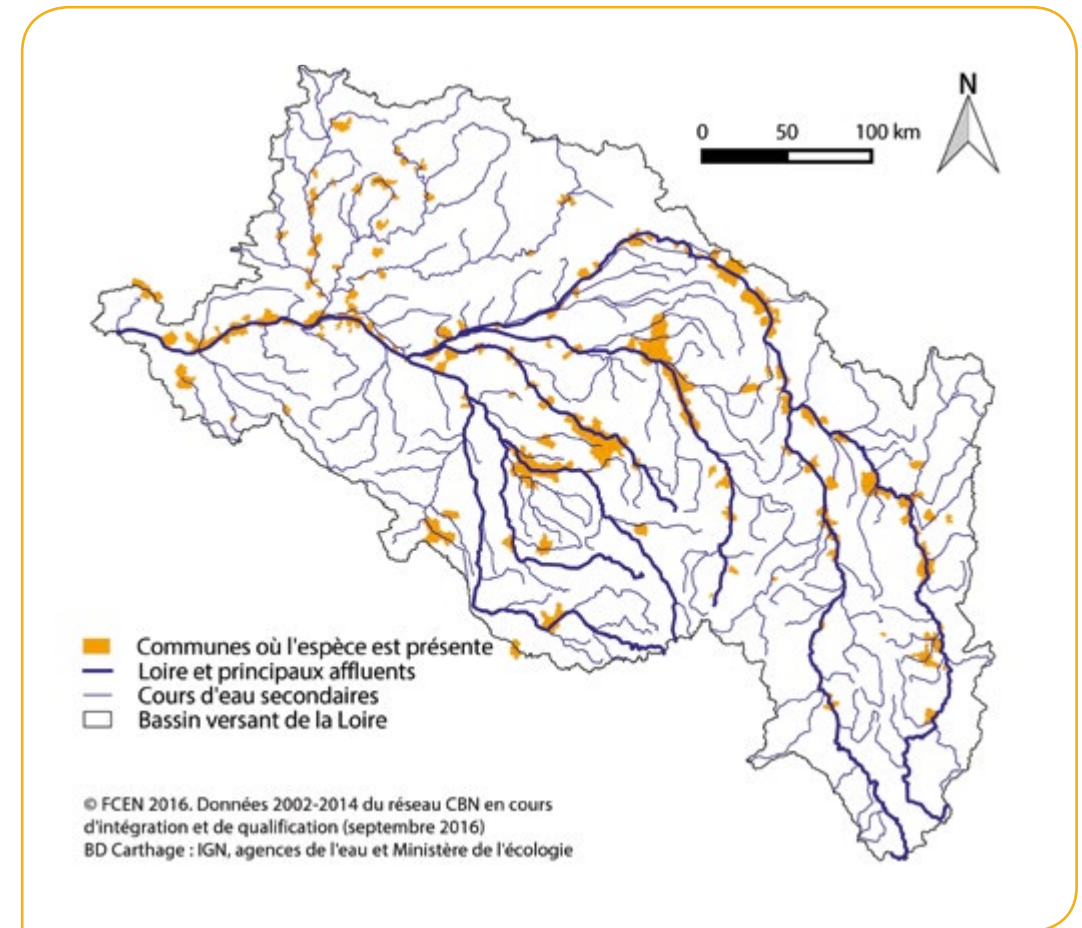 N
0 50 100 km
Communes où l'espèce est présente
Loire et principaux affluents
Cours d'eau secondaires
Bassin versant de la Loire
© FCEN 2016. Données 2002-2014 du réseau CBN en cours
d'intégration et de qualification (septembre 2016)
BD Carthage : IGN, agences de l'eau et Ministère de l'écologie